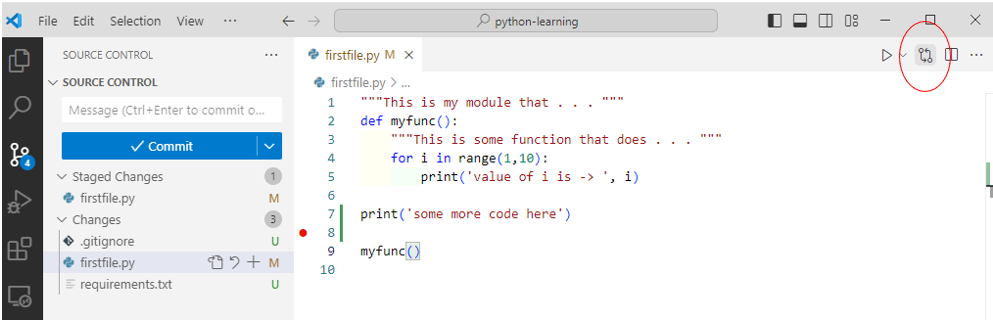 File Edit Selection ··· python-learning
SOURCE CONTROL ···
firstfile.py M
SOURCE CONTROL
firstfile.py > ...
Message (Ctrl+Enter to commit o...
Commit
Staged Changes 1
firstfile.py M
Changes 3
.gitignore U
firstfile.py M
requirements.txt U
4
1 """This is my module that . . . """
2 def myfunc():
3 """This is some function that does . . . """
4 for i in range(1,10):
5 print('value of i is -> ', i)
6
7 print('some more code here')
8
9 myfunc()
10